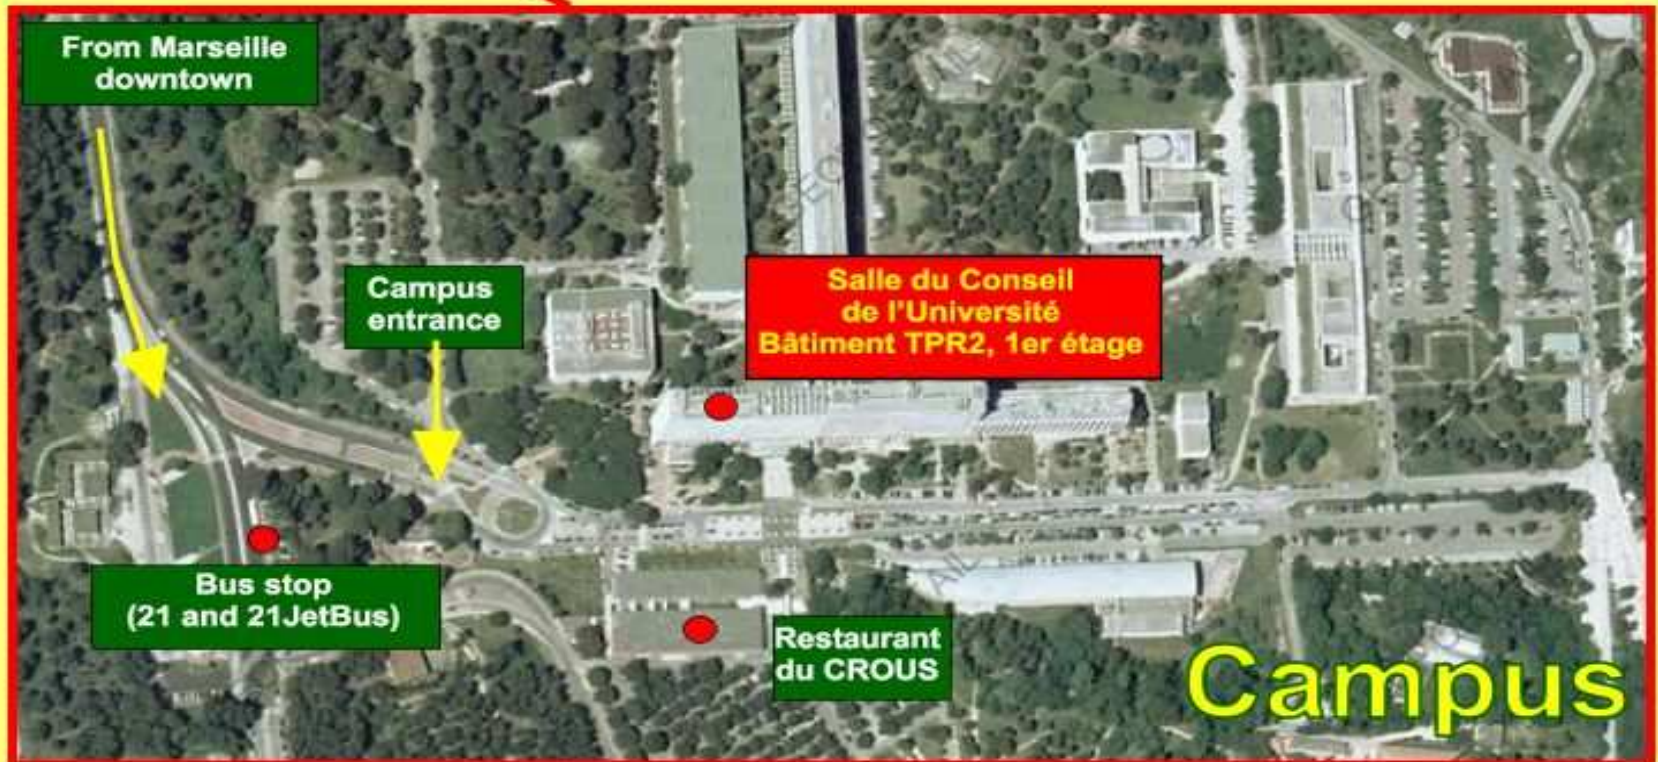 From Marseille
downtown
Campus
entrance
Salle du Conseil
de l'Université
Bâtiment TPR2, 1er étage
Bus stop
(21 and 21JetBus)
Restaurant
du CROUS
Campus